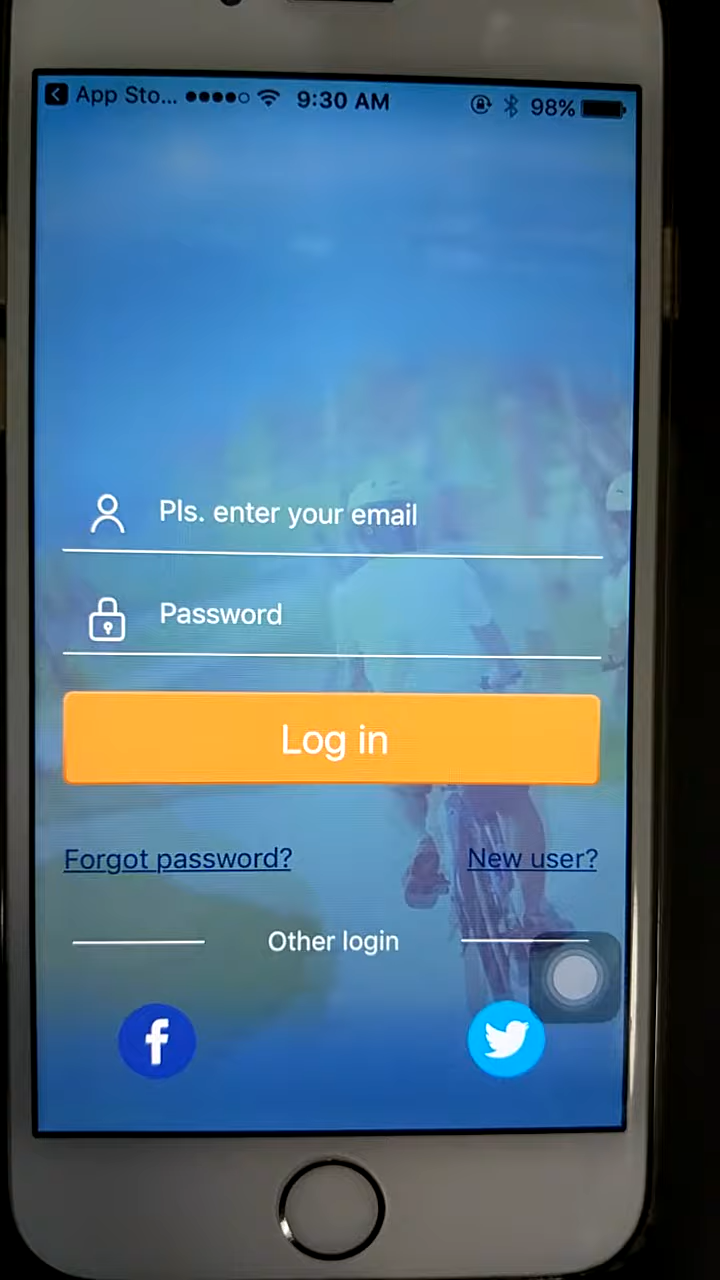 App Sto... 9:30 AM 98%
Pls. enter your email
Password
Log in
Forgot password? New user?
Other login
f